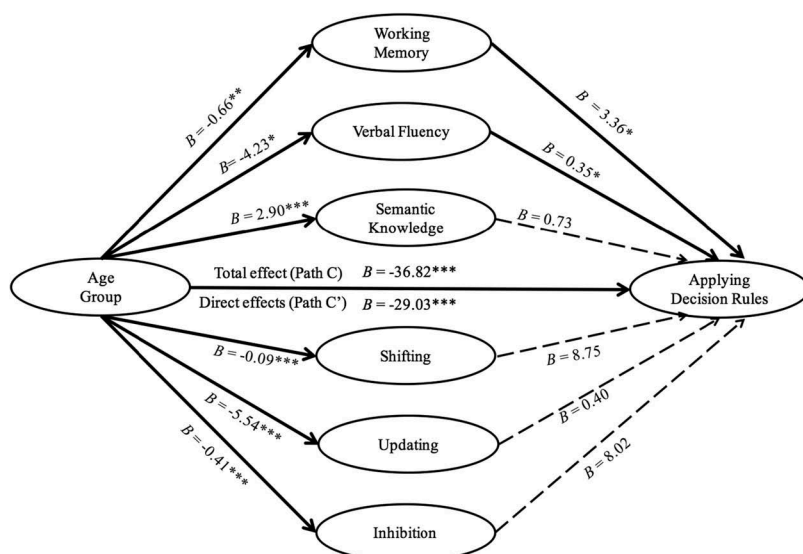 Working
Memory
B = -0.66**
B = 3.36*
Verbal Fluency
B= -4.23*
B = 0.35*
Semantic
Knowledge
B = 2.90***
B = 0.73
Age
Group
Total effect (Path C) B = -36.82***
Direct effects (Path C') B = -29.03***
Applying
Decision Rules
Shifting
B = -0.09***
B = 8.75
Updating
B = -5.54***
B = 0.40
Inhibition
B = -0.41***
B = 8.02